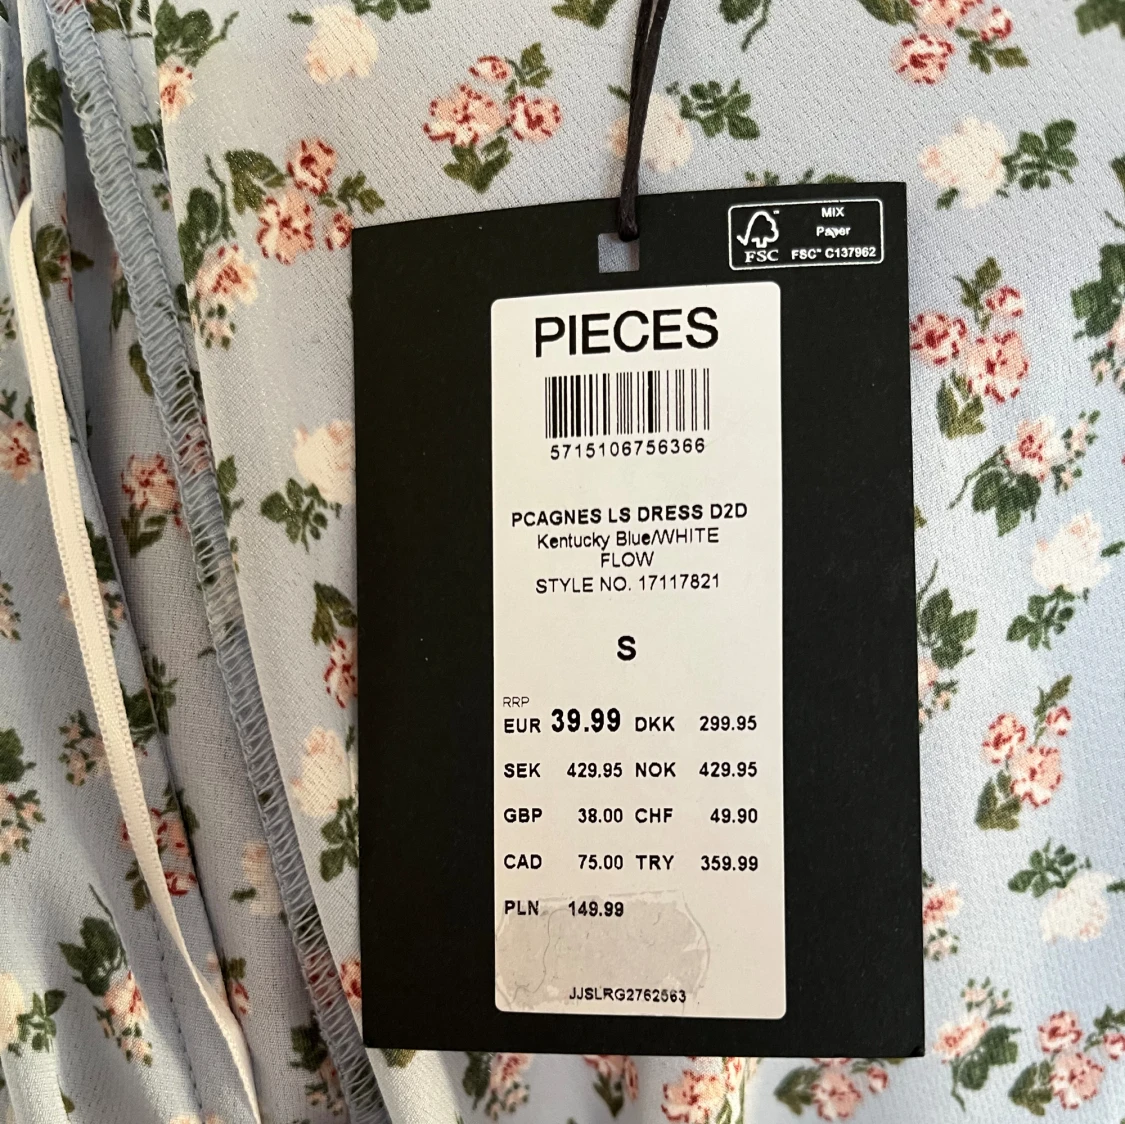 MIX
Paper
FSC™ C137962
FSC
PIECES
5715106756366
PCAGNES LS DRESS D2D
Kentucky Blue/WHITE
FLOW
STYLE NO. 17117821
S
RRP
EUR 39.99 DKK 299.95
SEK 429.95 NOK 429.95
GBP 38.00 CHF 49.90
CAD 75.00 TRY 359.99
PLN 149.99
JJSLRG2762563